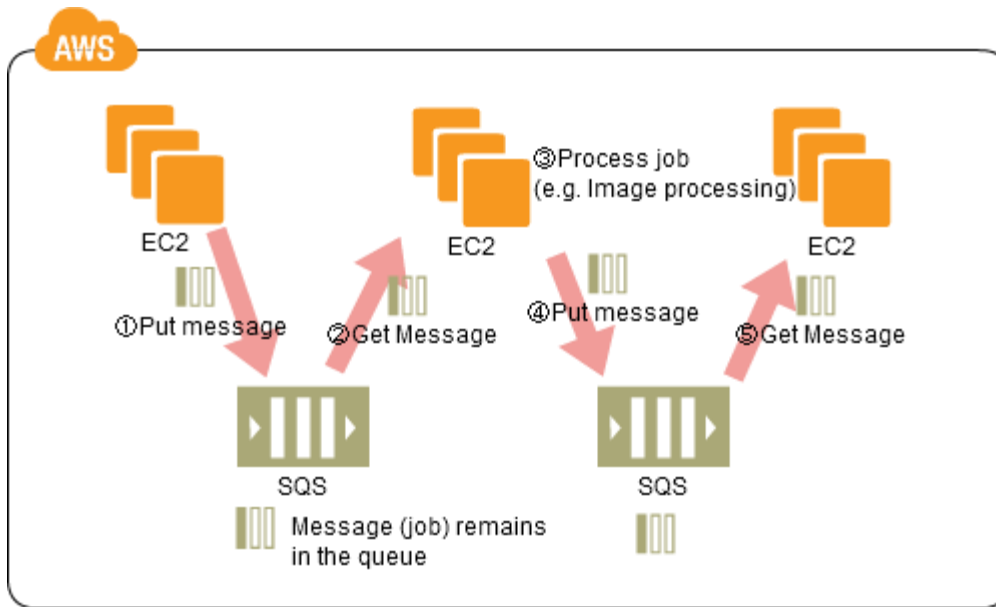 AWS
③Process job
(e.g. Image processing)
EC2
EC2
EC2
①Put message
②Get Message
④Put message
⑤Get Message
SQS
SQS
Message (job) remains
in the queue